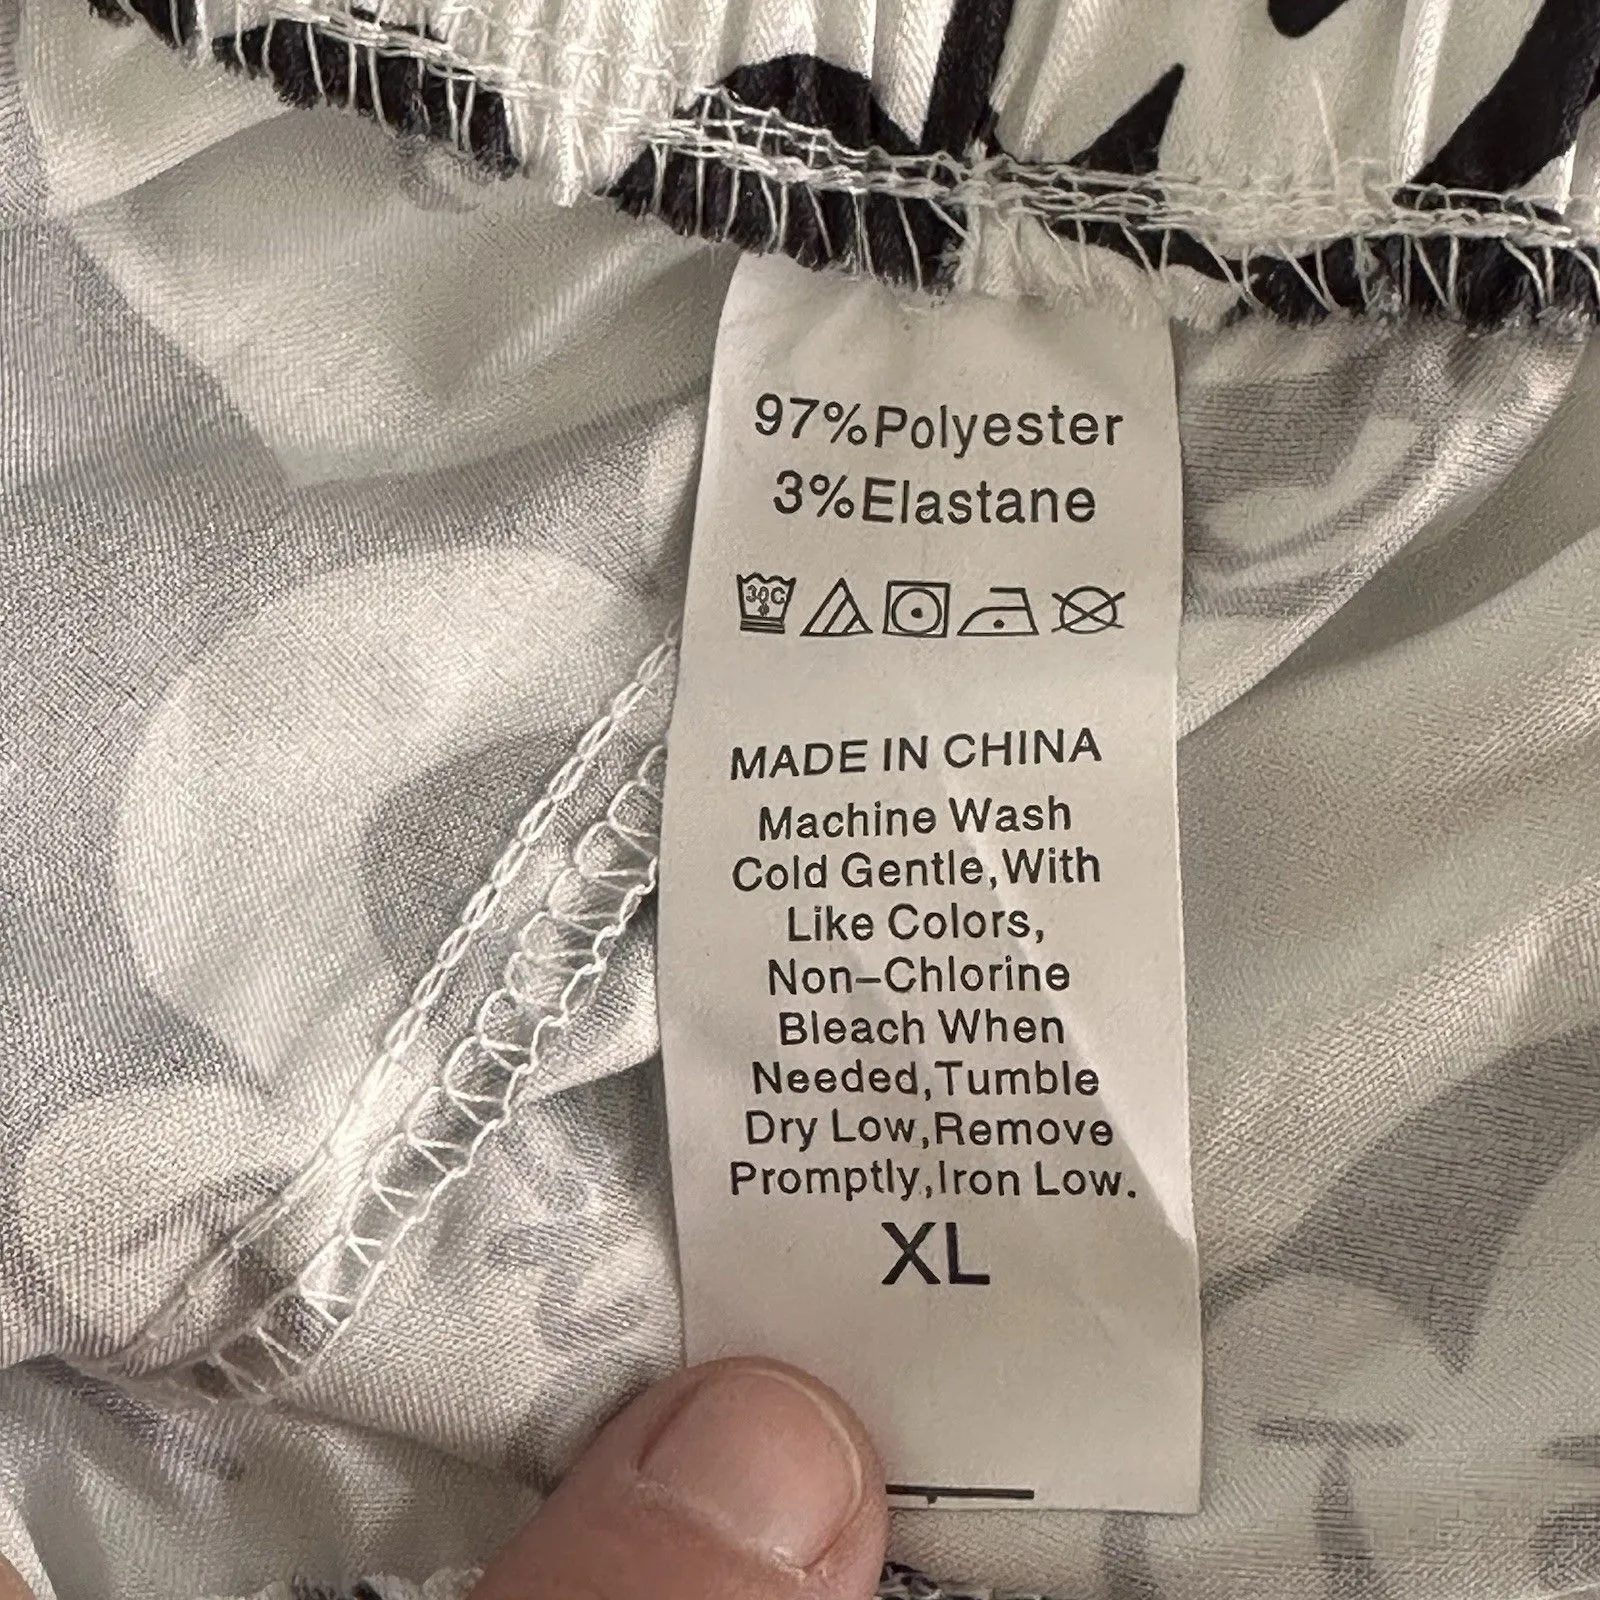 97%Polyester
3%Elastane
30C
MADE IN CHINA
Machine Wash
Cold Gentle,With
Like Colors,
Non-Chlorine
Bleach When
Needed,Tumble
Dry Low,Remove
Promptly,Iron Low.
XL